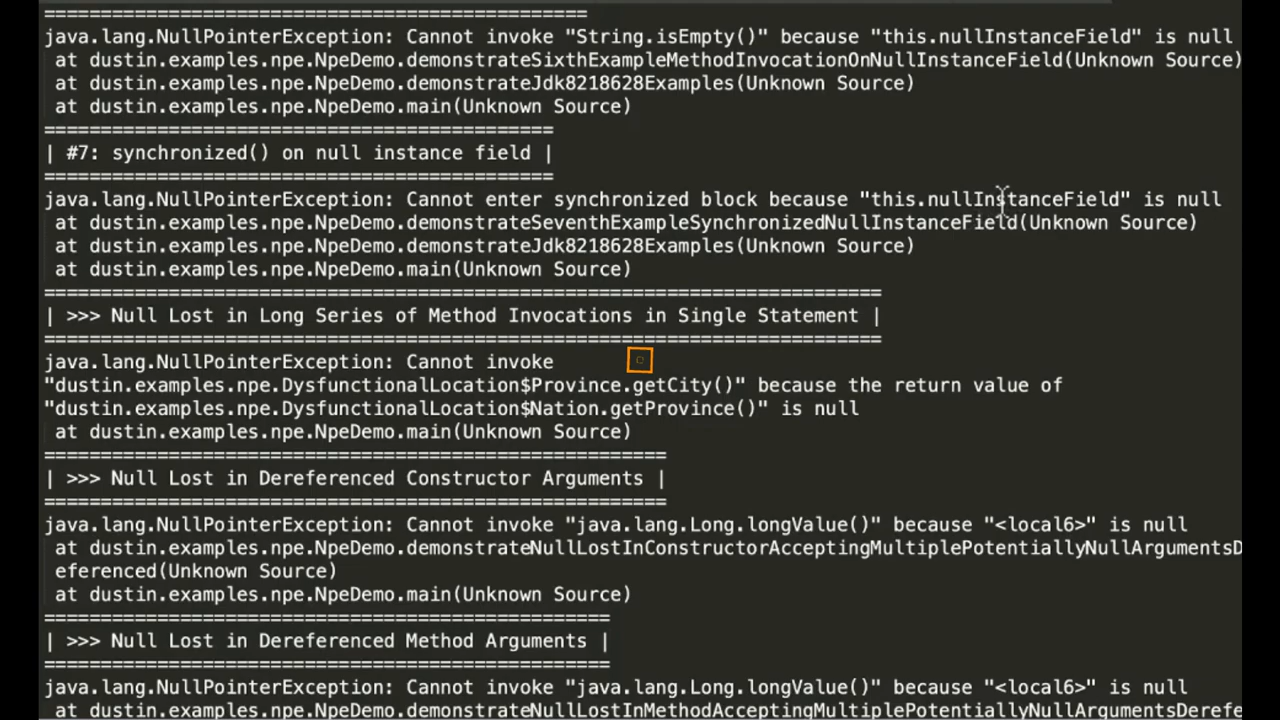 =================================================
java.lang.NullPointerException: Cannot invoke "String.isEmpty()" because "this.nullInstanceField" is null
at dustin.examples.npe.NpeDemo.demonstrateSixthExampleMethodInvocationOnNullInstanceField(Unknown Source)
at dustin.examples.npe.NpeDemo.demonstrateJdk8218628Examples(Unknown Source)
at dustin.examples.npe.NpeDemo.main(Unknown Source)
=============================================
| #7: synchronized() on null instance field |
=============================================
java.lang.NullPointerException: Cannot enter synchronized block because "this.nullInstanceField" is null
at dustin.examples.npe.NpeDemo.demonstrateSeventhExampleSynchronizedNullInstanceField(Unknown Source)
at dustin.examples.npe.NpeDemo.demonstrateJdk8218628Examples(Unknown Source)
at dustin.examples.npe.NpeDemo.main(Unknown Source)
==========================================================================
| >>> Null Lost in Long Series of Method Invocations in Single Statement |
==========================================================================
java.lang.NullPointerException: Cannot invoke
"dustin.examples.npe.DysfunctionalLocation$Province.getCity()" because the return value of
"dustin.examples.npe.DysfunctionalLocation$Nation.getProvince()" is null
at dustin.examples.npe.NpeDemo.main(Unknown Source)
=======================================================
| >>> Null Lost in Dereferenced Constructor Arguments |
=======================================================
java.lang.NullPointerException: Cannot invoke "java.lang.Long.longValue()" because "<local6>" is null
at dustin.examples.npe.NpeDemo.demonstrateNullLostInConstructorAcceptingMultiplePotentiallyNullArgumentsD
eferenced(Unknown Source)
at dustin.examples.npe.NpeDemo.main(Unknown Source)
==================================================
| >>> Null Lost in Dereferenced Method Arguments |
==================================================
java.lang.NullPointerException: Cannot invoke "java.lang.Long.longValue()" because "<local6>" is null
at dustin.examples.npe.NpeDemo.demonstrateNullLostInMethodAcceptingMultiplePotentiallyNullArgumentsDerefe